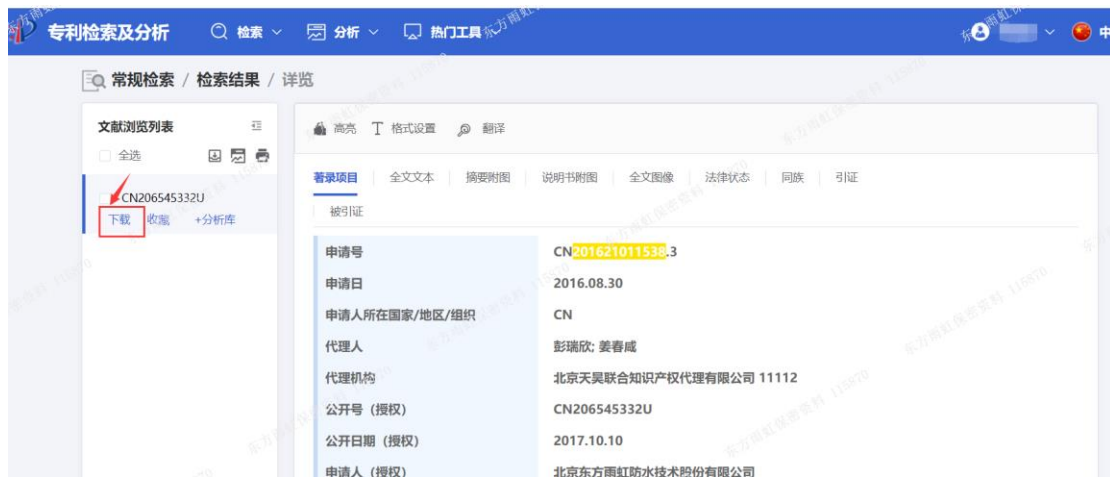 专利检索及分析 检索 分析 热门工具 中
常规检索 / 检索结果 / 详览
文献浏览列表
全选
CN206545332U
下载 收藏 +分析库
高亮 格式设置 翻译
著录项目 全文文本 摘要附图 说明书附图 全文图像 法律状态 同族 引证
被引证
申请号 CN201621011538.3
申请日 2016.08.30
申请人所在国家/地区/组织 CN
代理人 彭瑞欣; 姜春咸
代理机构 北京天昊联合知识产权代理有限公司 11112
公开号（授权） CN206545332U
公开日期（授权） 2017.10.10
申请人（授权） 北京东方雨虹防水技术股份有限公司
东方雨虹保密资料 115870